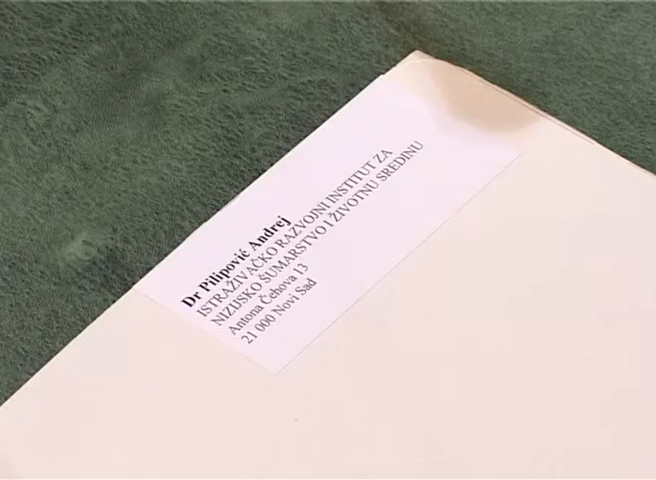 Dr Pilipović Andrej
ISTRAŽIVAČKO RAZVOJNI INSTITUT ZA
NIZIJSKO ŠUMARSTVO I ŽIVOTNU SREDINU
Antona Čehova 13
21 000 Novi Sad